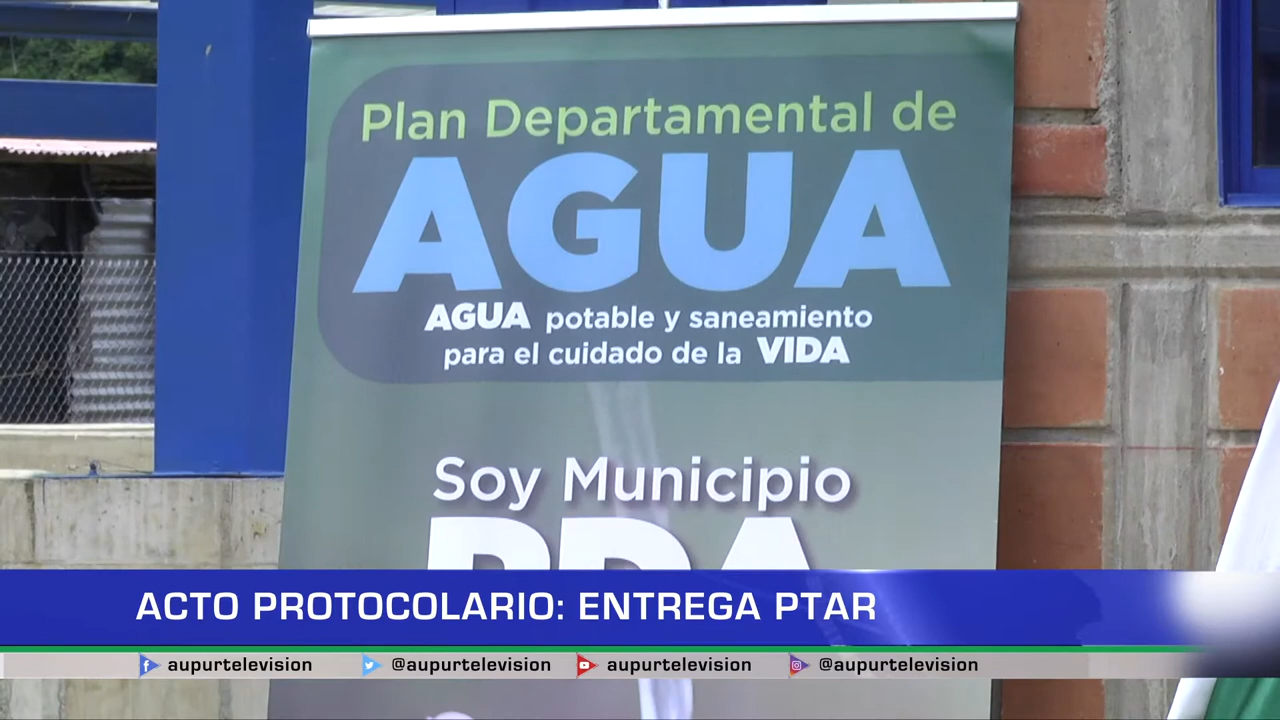 Plan Departamental de
AGUA
AGUA potable y saneamiento
para el cuidado de la VIDA
Soy Municipio
PDA
ACTO PROTOCOLARIO: ENTREGA PTAR
aupurtelevision @aupurtelevision aupurtelevision @aupurtelevision